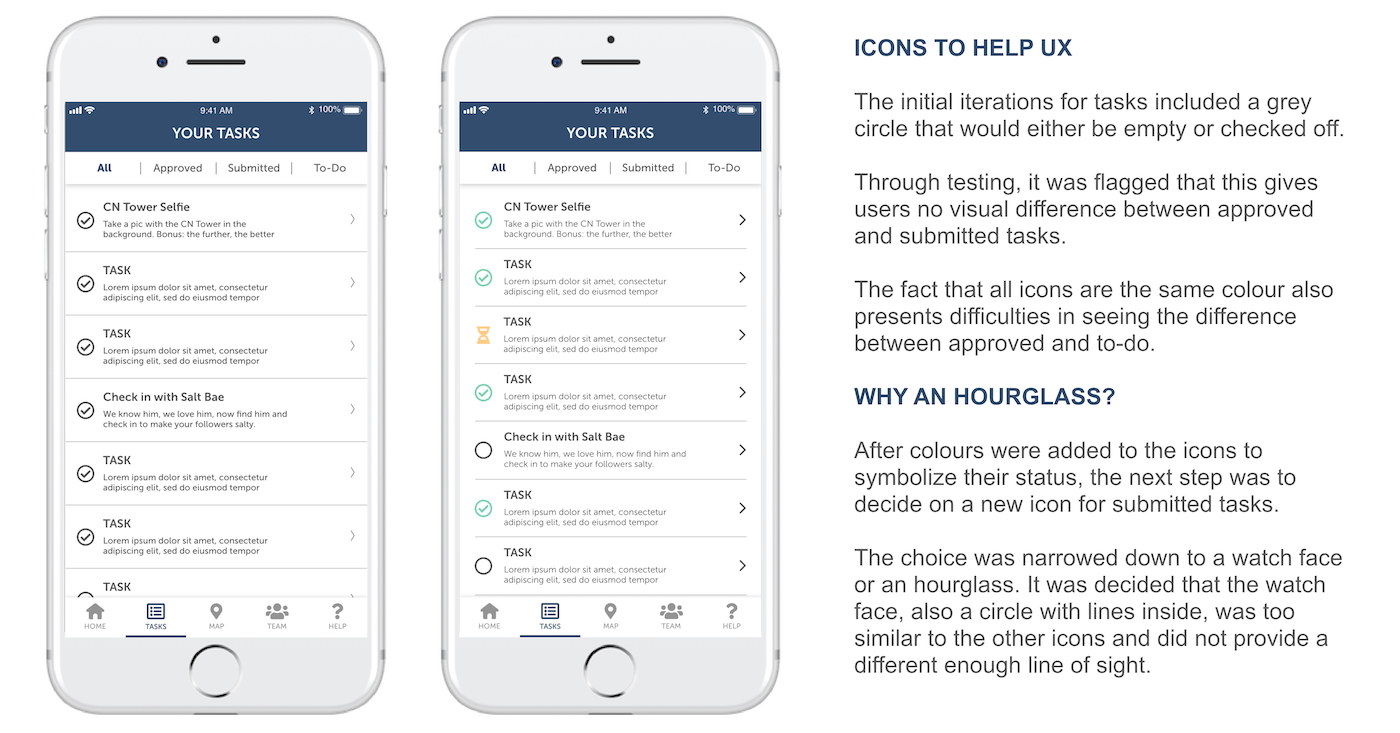 9:41 AM
100%
YOUR TASKS
All | Approved | Submitted | To-Do
CN Tower Selfie
Take a pic with the CN Tower in the
background. Bonus: the further, the better
TASK
Lorem ipsum dolor sit amet, consectetur
adipiscing elit, sed do eiusmod tempor
TASK
Lorem ipsum dolor sit amet, consectetur
adipiscing elit, sed do eiusmod tempor
Check in with Salt Bae
We know him, we love him, now find him and
check in to make your followers salty.
TASK
Lorem ipsum dolor sit amet, consectetur
adipiscing elit, sed do eiusmod tempor
TASK
Lorem ipsum dolor sit amet, consectetur
adipiscing elit, sed do eiusmod tempor
TASK
HOME TASKS MAP TEAM HELP
9:41 AM
100%
YOUR TASKS
All | Approved | Submitted | To-Do
CN Tower Selfie
Take a pic with the CN Tower in the
background. Bonus: the further, the better
TASK
Lorem ipsum dolor sit amet, consectetur
adipiscing elit, sed do eiusmod tempor
TASK
Lorem ipsum dolor sit amet, consectetur
adipiscing elit, sed do eiusmod tempor
TASK
Lorem ipsum dolor sit amet, consectetur
adipiscing elit, sed do eiusmod tempor
Check in with Salt Bae
We know him, we love him, now find him and
check in to make your followers salty.
TASK
Lorem ipsum dolor sit amet, consectetur
adipiscing elit, sed do eiusmod tempor
TASK
Lorem ipsum dolor sit amet, consectetur
adipiscing elit, sed do eiusmod tempor
HOME TASKS MAP TEAM HELP
ICONS TO HELP UX
The initial iterations for tasks included a grey
circle that would either be empty or checked off.
Through testing, it was flagged that this gives
users no visual difference between approved
and submitted tasks.
The fact that all icons are the same colour also
presents difficulties in seeing the difference
between approved and to-do.
WHY AN HOURGLASS?
After colours were added to the icons to
symbolize their status, the next step was to
decide on a new icon for submitted tasks.
The choice was narrowed down to a watch face
or an hourglass. It was decided that the watch
face, also a circle with lines inside, was too
similar to the other icons and did not provide a
different enough line of sight.